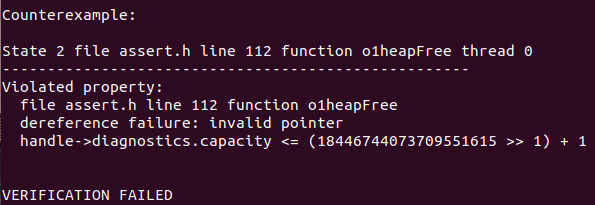 Counterexample:
State 2 file assert.h line 112 function o1heapFree thread 0
----------------------------------------------------
Violated property:
  file assert.h line 112 function o1heapFree
  dereference failure: invalid pointer
  handle->diagnostics.capacity <= (18446744073709551615 >> 1) + 1
VERIFICATION FAILED